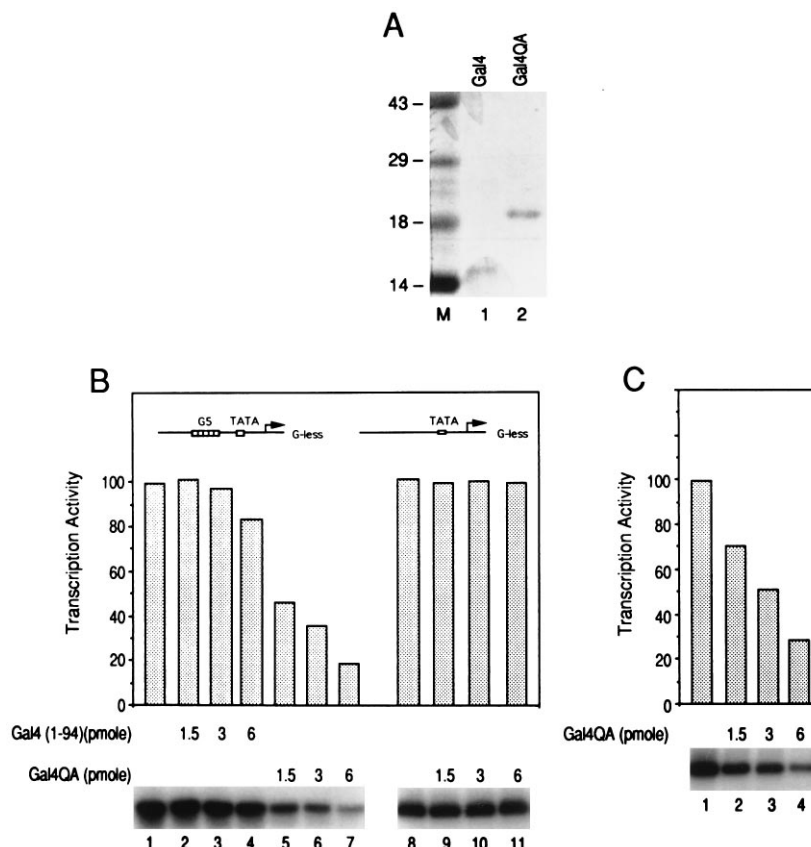 A
Gal4 Gal4QA
43 –
29 –
18 –
14 –
M 1 2
B
G5 TATA G-less
TATA G-less
Transcription Activity
100
80
60
40
20
0
Gal4 (1-94)(pmole) 1.5 3 6
Gal4QA (pmole) 1.5 3 6 1.5 3 6
1 2 3 4 5 6 7 8 9 10 11
C
Transcription Activity
100
80
60
40
20
0
Gal4QA (pmole) 1.5 3 6
1 2 3 4